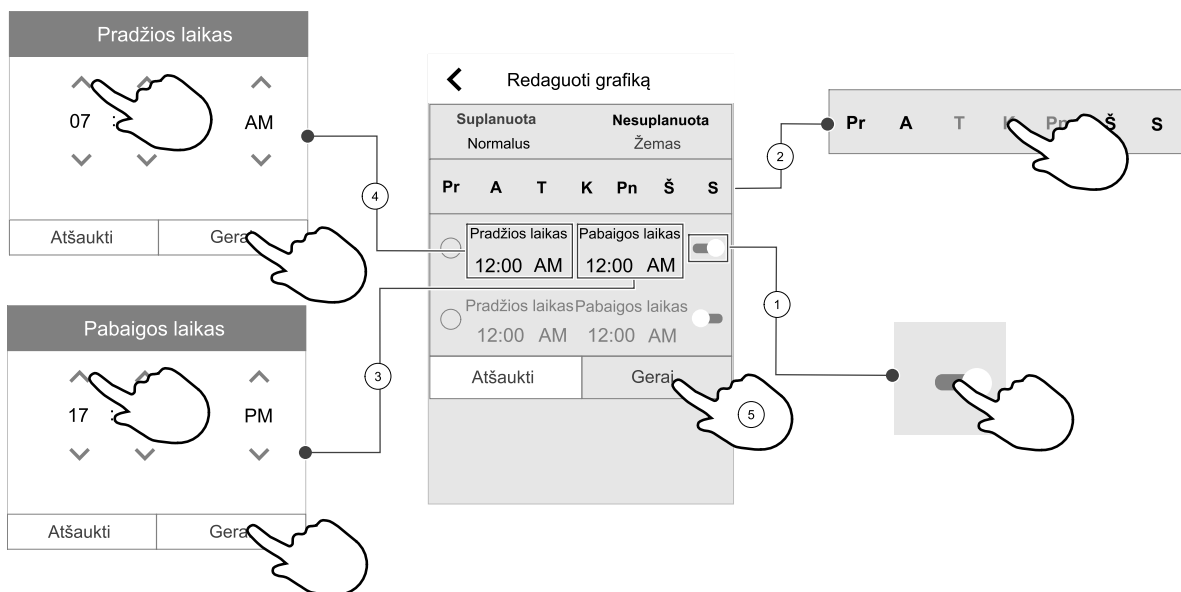 Pradžios laikas
07 : AM
Atšaukti
Pabaigos laikas
17 : PM
Atšaukti
Redaguoti grafiką
Suplanuota Nesuplanuota
Normalus Žemas
Pr A T K Pn Š S
Pradžios laikas Pabaigos laikas
12:00 AM 12:00 AM
Pradžios laikas Pabaigos laikas
12:00 AM 12:00 AM
Atšaukti Gerai
4
3
2
1
5
Pr A T K Pn Š S